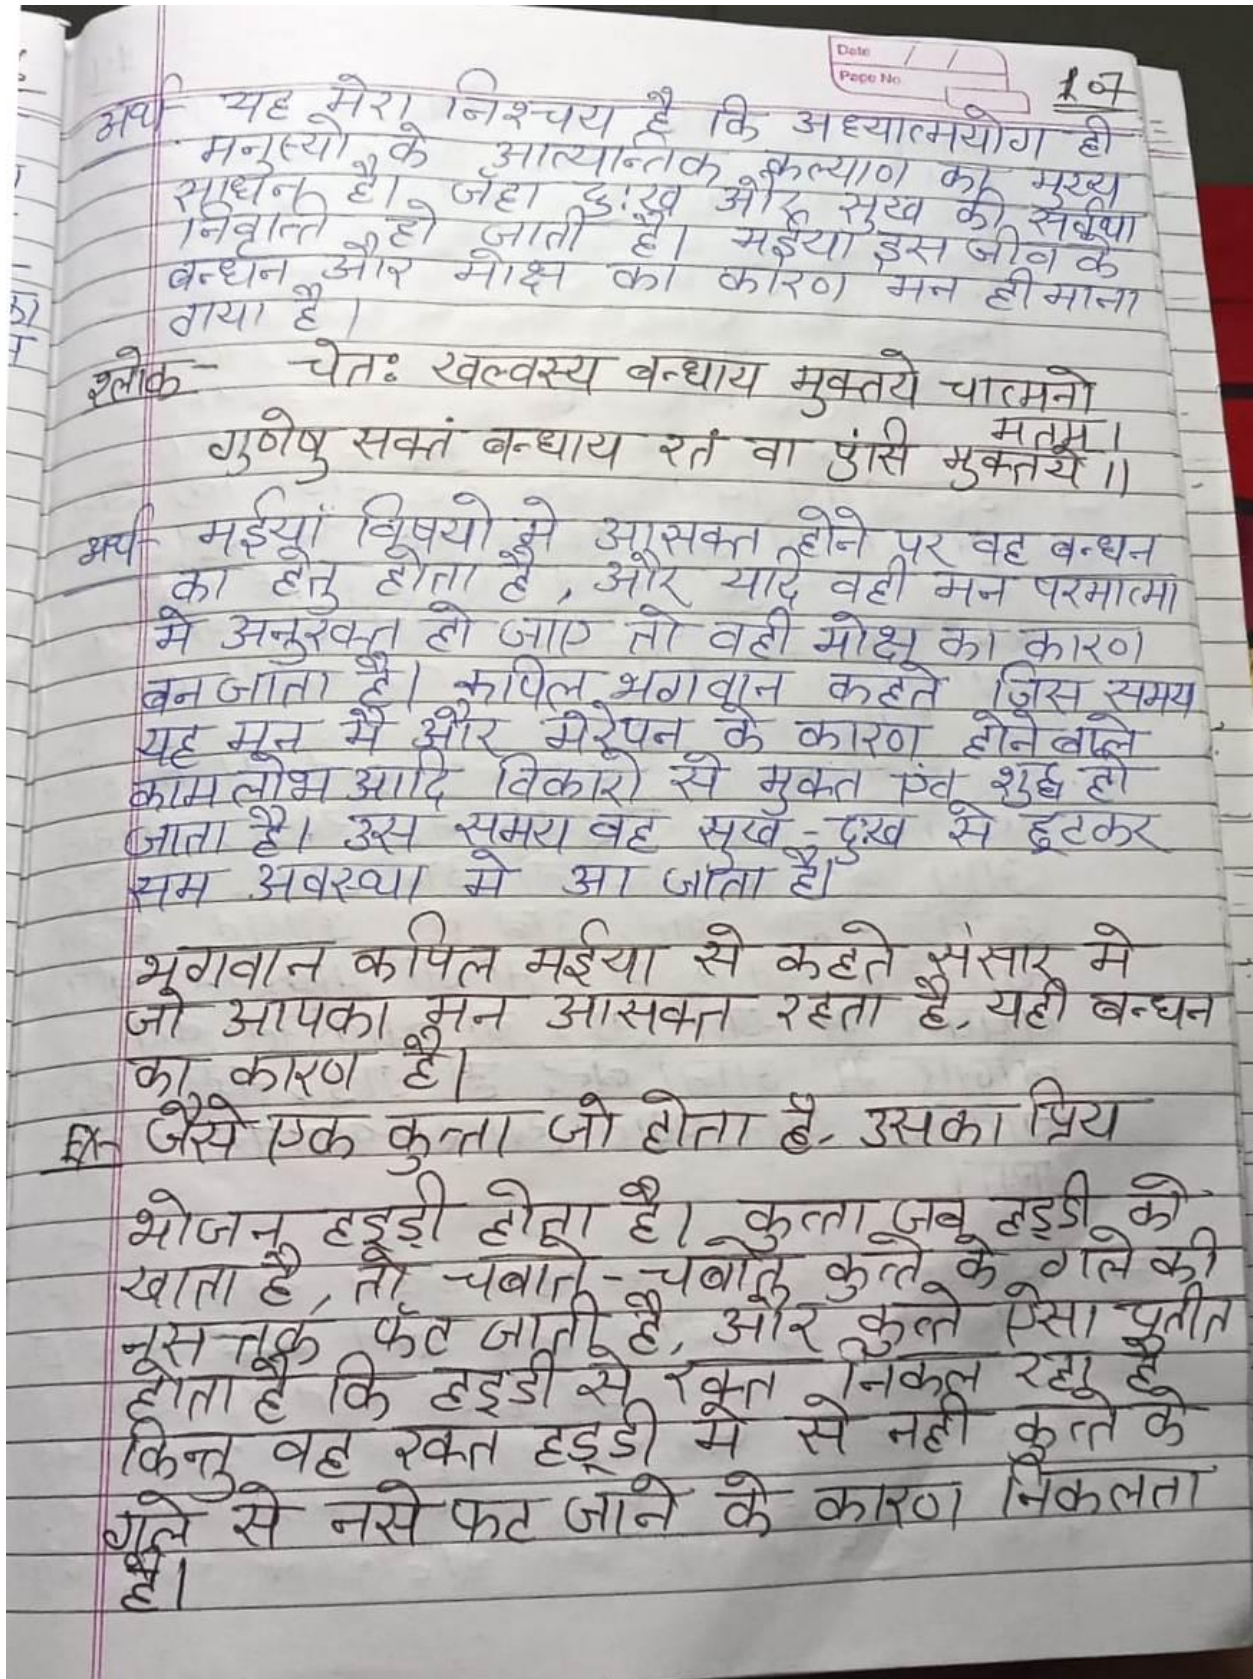 Date / /
Page No
107
अर्थ- यह मेरा निश्चय है कि अध्यात्मयोग ही
मनुष्यो के आत्यान्तिक कल्याण का मुख्य
साधन है। जँहा दुःख और सुख की सर्वथा
निवृत्ति हो जाती है। मईया इस जीव के
बन्धन और मोक्ष का कारण मन ही माना
गया है।
श्लोक- चेतः खल्वस्य बन्धाय मुक्तये चात्मनो
मतम्।
गुणेषु सक्तं बन्धाय रतं वा पुंसि मुक्तये॥
अर्थ- मईयां विषयो मे आसक्त होने पर वह बन्धन
का हेतु होता है, और यदि वही मन परमात्मा
मे अनुरक्त हो जाए तो वही मोक्ष का कारण
बन जाता है। कपिल भगवान कहते जिस समय
यह मन मै और मेरेपन के कारण होने वाले
काम लोभ आदि विकारो से मुक्त एंव शुद्ध हो
जाता है। उस समय वह सुख-दुःख से छूटकर
सम अवस्था मे आ जाता है।
भगवान कपिल मईया से कहते संसार मे
जो आपका मन आसक्त रहता है, यही बन्धन
का कारण है।
Ex- जैसे एक कुत्ता जो होता है, उसका प्रिय
भोजन हड्ड़ी होता है। कुत्ता जब हड्डी को
खाता है, तो चबाते-चबाते कुत्ते के गले की
नस तक फट जाती है, और कुत्ते ऐसा प्रतीत
होता है कि हड्डी से रक्त निकल रहा है
किन्तु वह रक्त हड्डी मे से नही कुत्ते के
गले से नसे फट जाने के कारण निकलता
है।